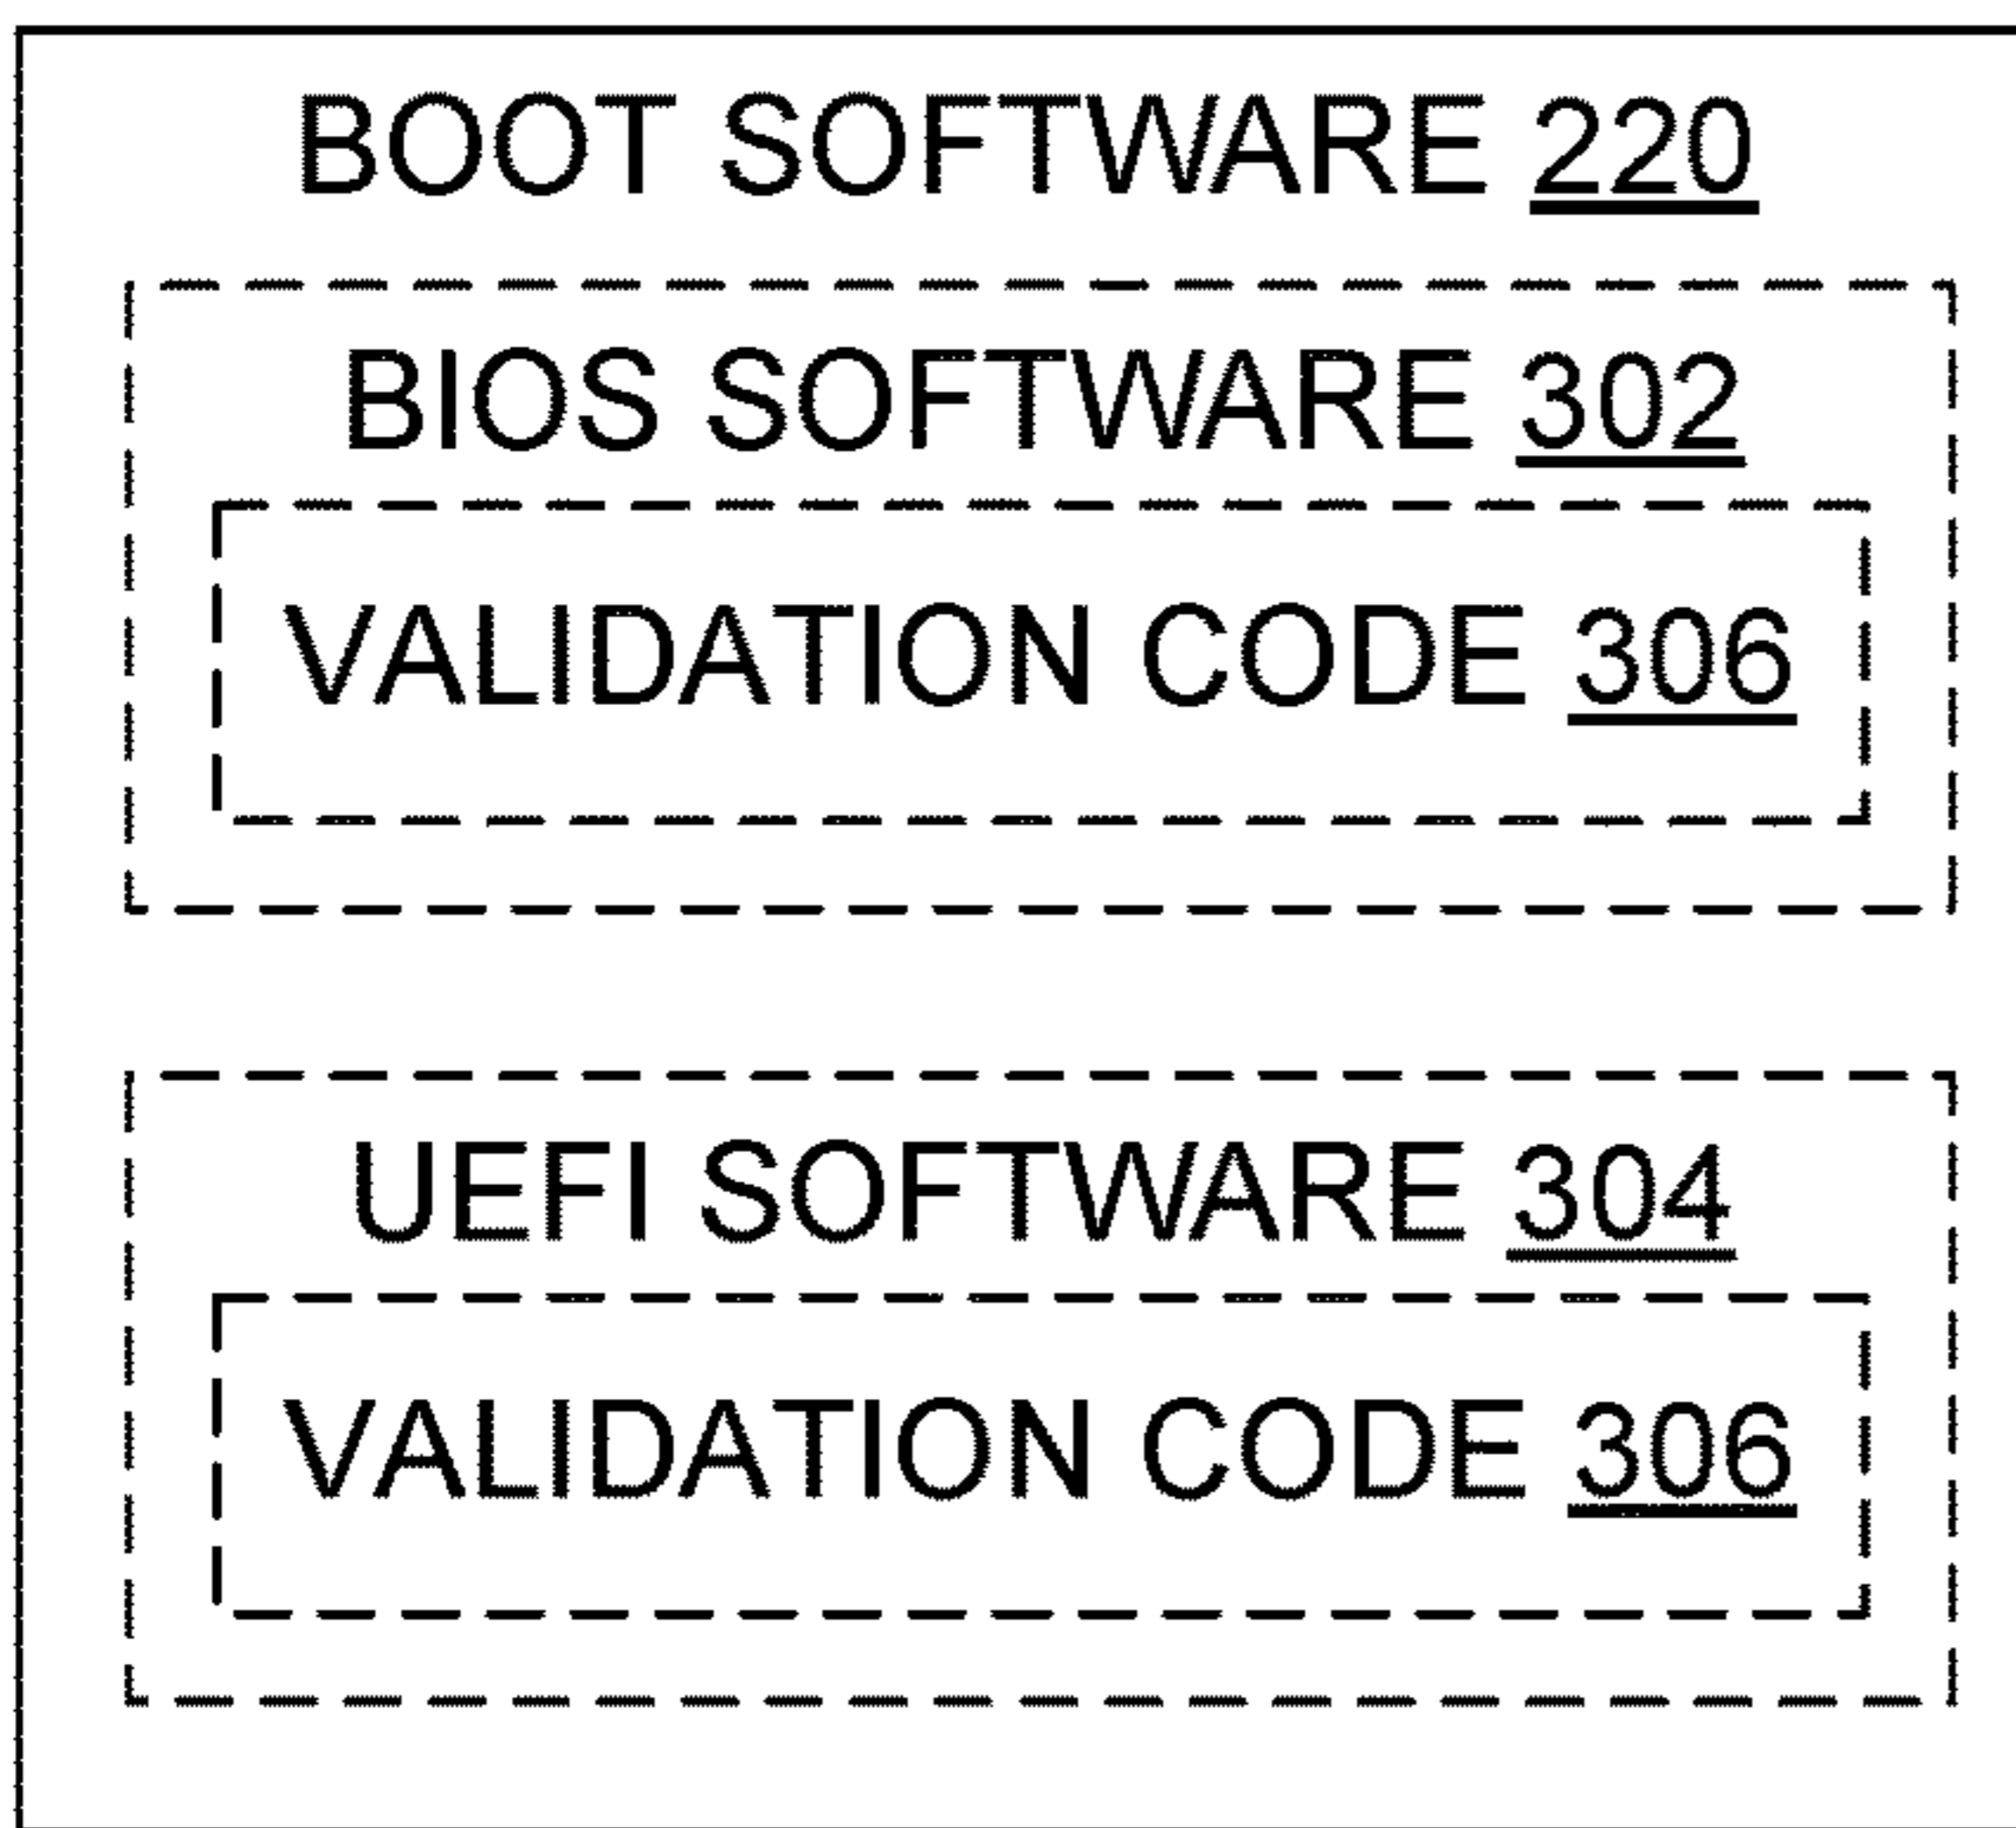 BOOT SOFTWARE 220
BIOS SOFTWARE 302
VALIDATION CODE 306
UEFI SOFTWARE 304
VALIDATION CODE 306